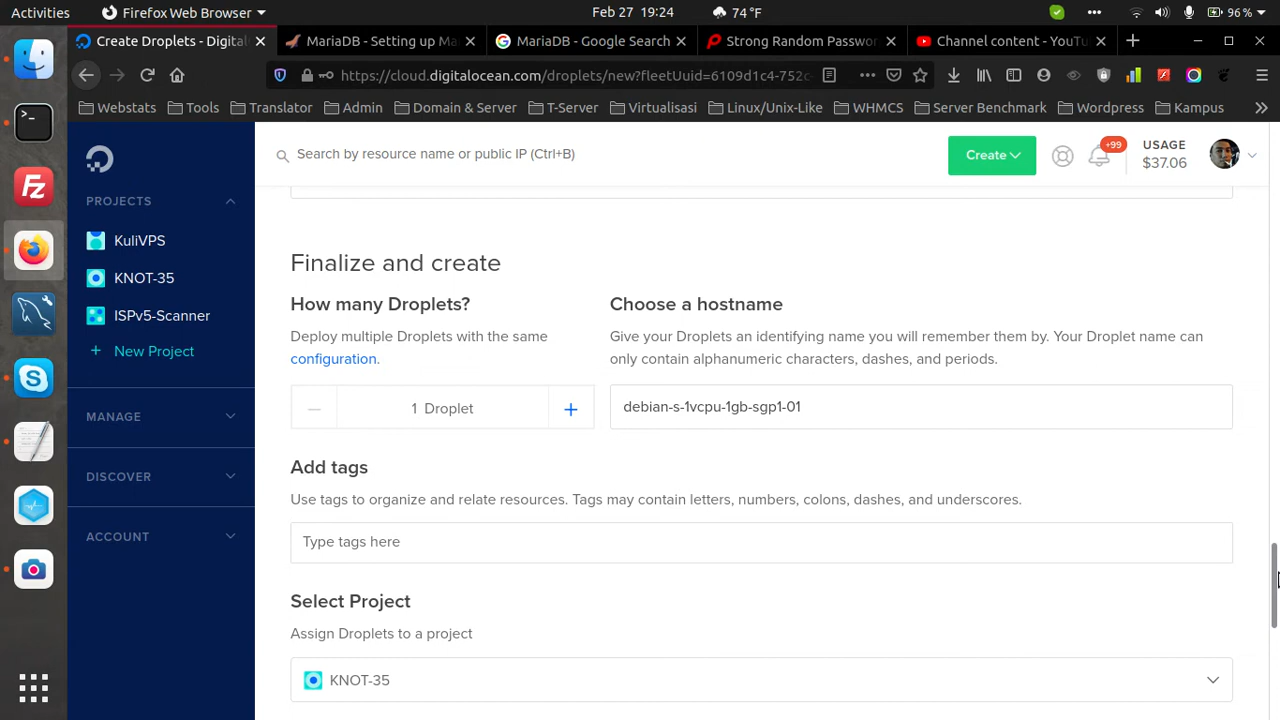 Activities
Firefox Web Browser
Feb 27 19:24
74 °F
96 %
Create Droplets - Digital
MariaDB - Setting up Ma
MariaDB - Google Search
Strong Random Passwo
Channel content - YouTu
https://cloud.digitalocean.com/droplets/new?fleetUuid=6109d1c4-752c-
Webstats
Tools
Translator
Admin
Domain & Server
T-Server
Virtualisasi
Linux/Unix-Like
WHMCS
Server Benchmark
Wordpress
Kampus
Search by resource name or public IP (Ctrl+B)
Create
+99
USAGE
$37.06
PROJECTS
KuliVPS
KNOT-35
ISPv5-Scanner
+ New Project
MANAGE
DISCOVER
ACCOUNT
Finalize and create
How many Droplets?
Deploy multiple Droplets with the same
configuration.
1 Droplet
Choose a hostname
Give your Droplets an identifying name you will remember them by. Your Droplet name can
only contain alphanumeric characters, dashes, and periods.
debian-s-1vcpu-1gb-sgp1-01
Add tags
Use tags to organize and relate resources. Tags may contain letters, numbers, colons, dashes, and underscores.
Type tags here
Select Project
Assign Droplets to a project
KNOT-35